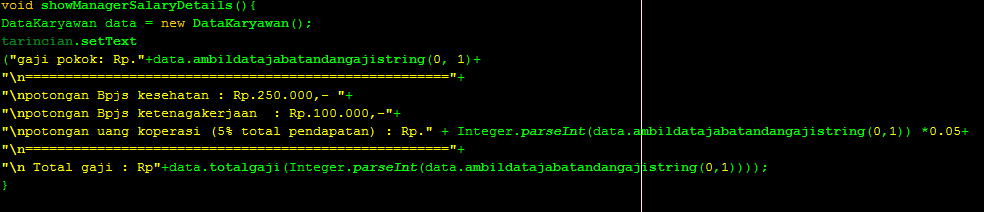 void showManagerSalaryDetails(){
DataKaryawan data = new DataKaryawan();
tarincian.setText
("gaji pokok: Rp."+data.ambildatajabatandangajistring(0, 1)+
"\n===================================================="+
"\npotongan Bpjs kesehatan : Rp.250.000,- "+
"\npotongan Bpjs ketenagakerjaan  : Rp.100.000,-"+
"\npotongan uang koperasi (5% total pendapatan) : Rp." + Integer.parseInt(data.ambildatajabatandangajistring(0,1)) *0.05+
"\n===================================================="+
"\n Total gaji : Rp"+data.totalgaji(Integer.parseInt(data.ambildatajabatandangajistring(0,1))));
}